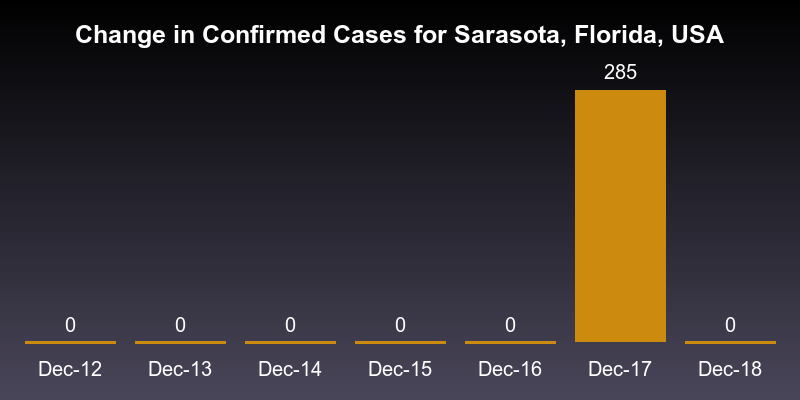 Change in Confirmed Cases for Sarasota, Florida, USA
285
0 0 0 0 0 0
Dec-12 Dec-13 Dec-14 Dec-15 Dec-16 Dec-17 Dec-18